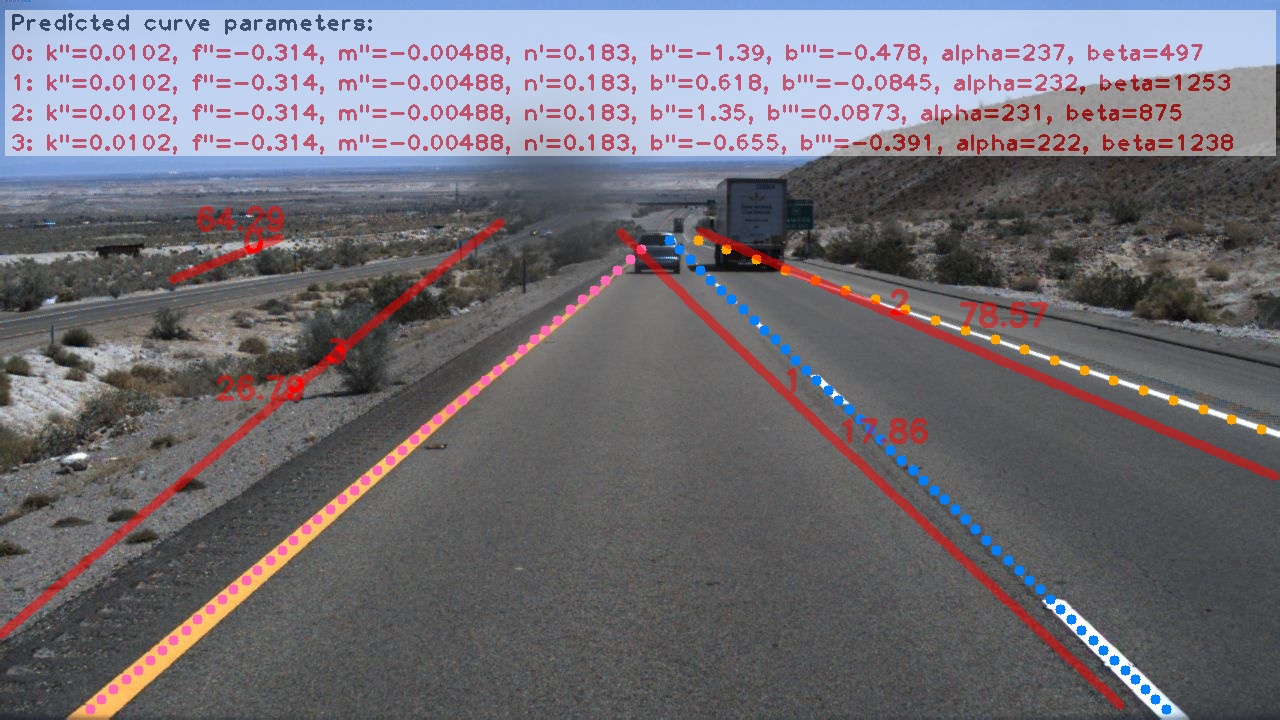 Predicted curve parameters:
0: k''=0.0102, f''=−0.314, m''=−0.00488, n'=0.183, b''=−1.39, b'''=−0.478, alpha=237, beta=497
1: k''=0.0102, f''=−0.314, m''=−0.00488, n'=0.183, b''=0.618, b'''=−0.0845, alpha=232, beta=1253
2: k''=0.0102, f''=−0.314, m''=−0.00488, n'=0.183, b''=1.35, b'''=0.0873, alpha=231, beta=875
3: k''=0.0102, f''=−0.314, m''=−0.00488, n'=0.183, b''=−0.655, b'''=−0.391, alpha=222, beta=1238
64.29
0
2
78.57
3
1
17.86